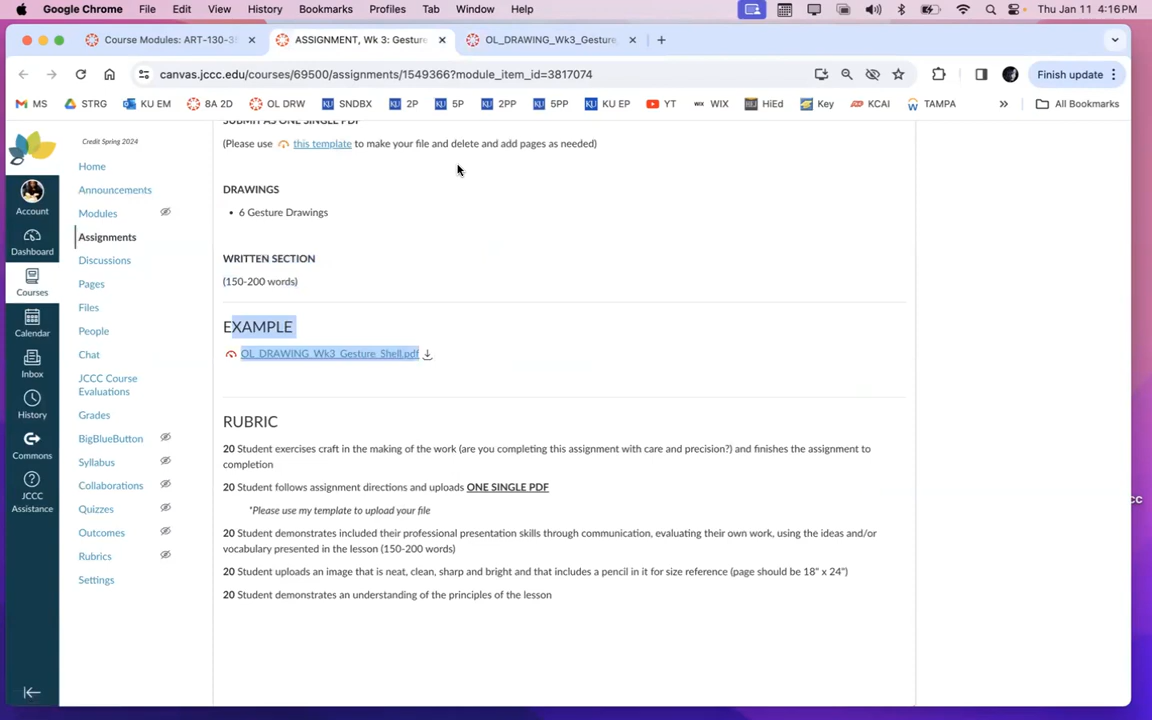 Google Chrome File Edit View History Bookmarks Profiles Tab Window Help Thu Jan 11 4:16 PM
Course Modules: ART-130-3 ASSIGNMENT, Wk 3: Gesture OL_DRAWING_Wk3_Gesture_
canvas.jccc.edu/courses/69500/assignments/1549366?module_item_id=3817074 Finish update
MS STRG KU EM 8A 2D OL DRW SNDBX 2P 5P 2PP 5PP KU EP YT WIX HiEd Key KCAI TAMPA » All Bookmarks
Credit Spring 2024
Account
Dashboard
Courses
Calendar
Inbox
History
Commons
JCCC
Assistance
Home
Announcements
Modules
Assignments
Discussions
Pages
Files
People
Chat
JCCC Course
Evaluations
Grades
BigBlueButton
Syllabus
Collaborations
Quizzes
Outcomes
Rubrics
Settings
SUBMIT AS ONE SINGLE PDF
(Please use this template to make your file and delete and add pages as needed)
DRAWINGS
• 6 Gesture Drawings
WRITTEN SECTION
(150-200 words)
EXAMPLE
OL_DRAWING_Wk3_Gesture_Shell.pdf
RUBRIC
20 Student exercises craft in the making of the work (are you completing this assignment with care and precision?) and finishes the assignment to
completion
20 Student follows assignment directions and uploads ONE SINGLE PDF
*Please use my template to upload your file
20 Student demonstrates included their professional presentation skills through communication, evaluating their own work, using the ideas and/or
vocabulary presented in the lesson (150-200 words)
20 Student uploads an image that is neat, clean, sharp and bright and that includes a pencil in it for size reference (page should be 18" x 24")
20 Student demonstrates an understanding of the principles of the lesson